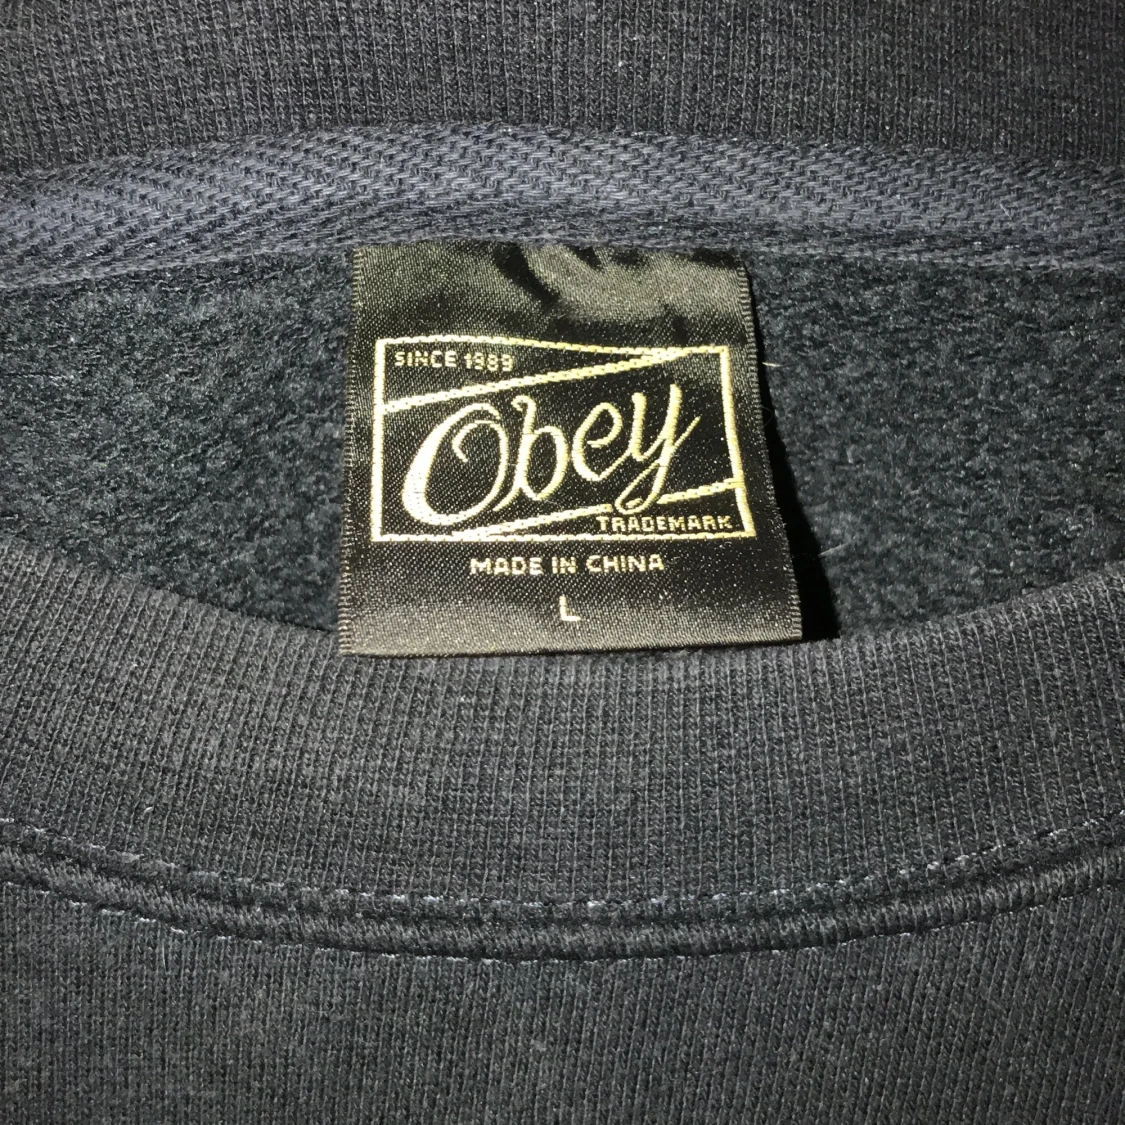 SINCE 1989
Obey
TRADEMARK
MADE IN CHINA
L